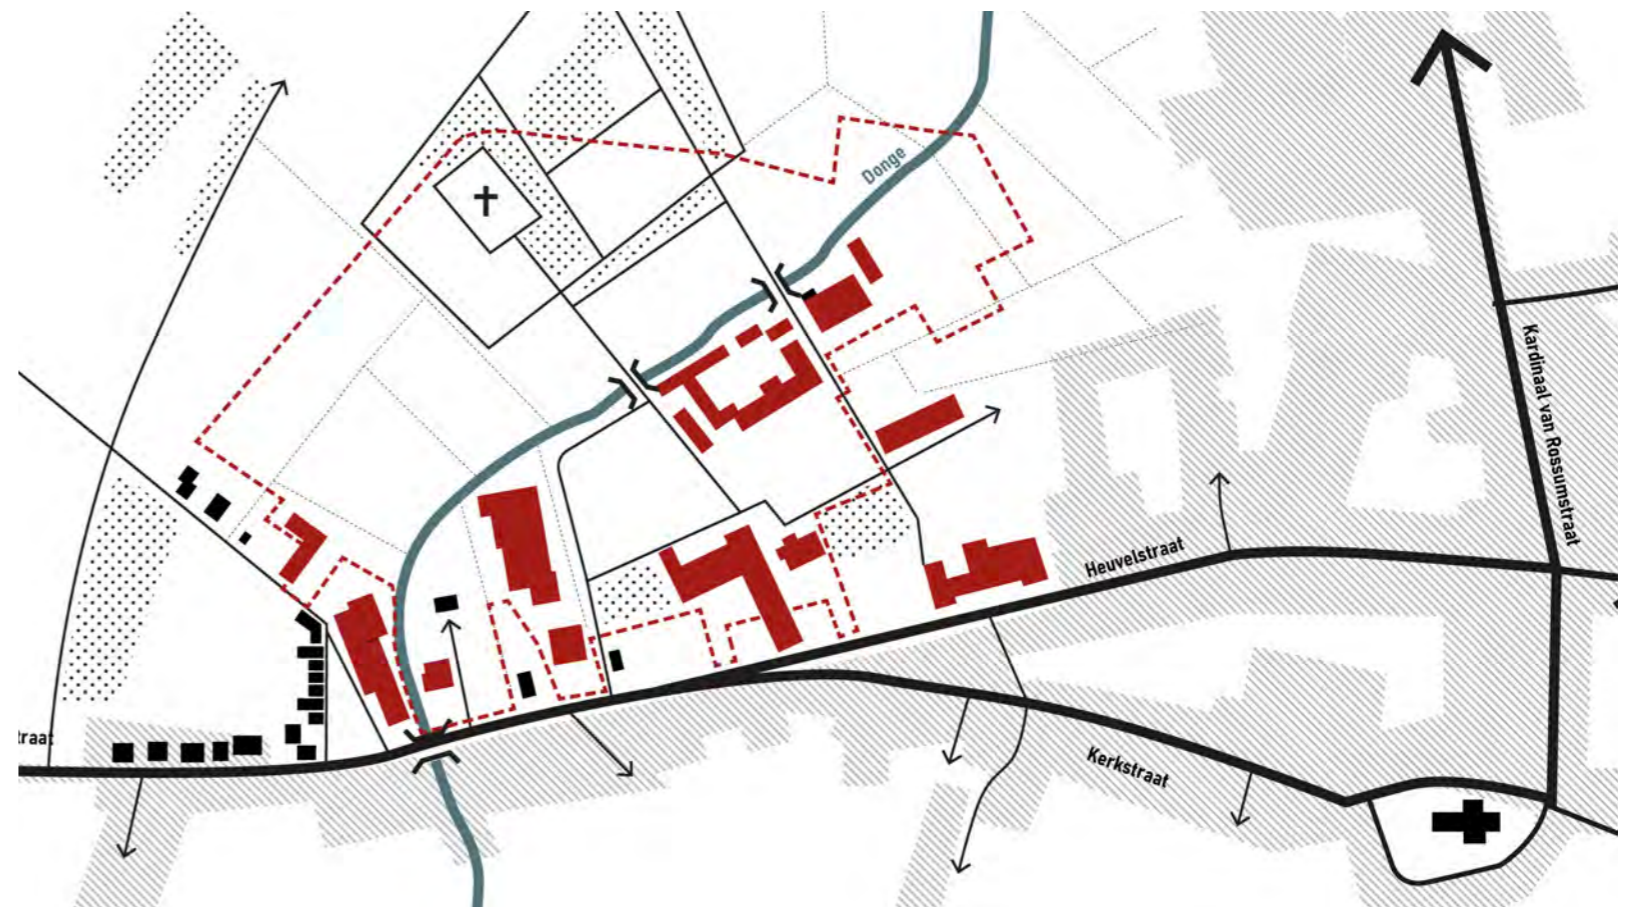 Donge
Kardinaal van Rossumstraat
Heuvelstraat
traat
Kerkstraat